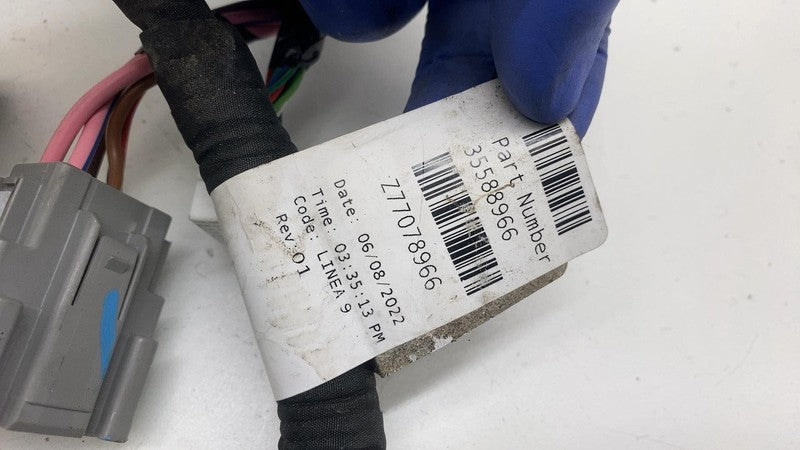 Part Number
35588966
Z77078966
Date: 06/08/2022
Time: 03:35:13 PM
Code: LINEA 9
Rev 01